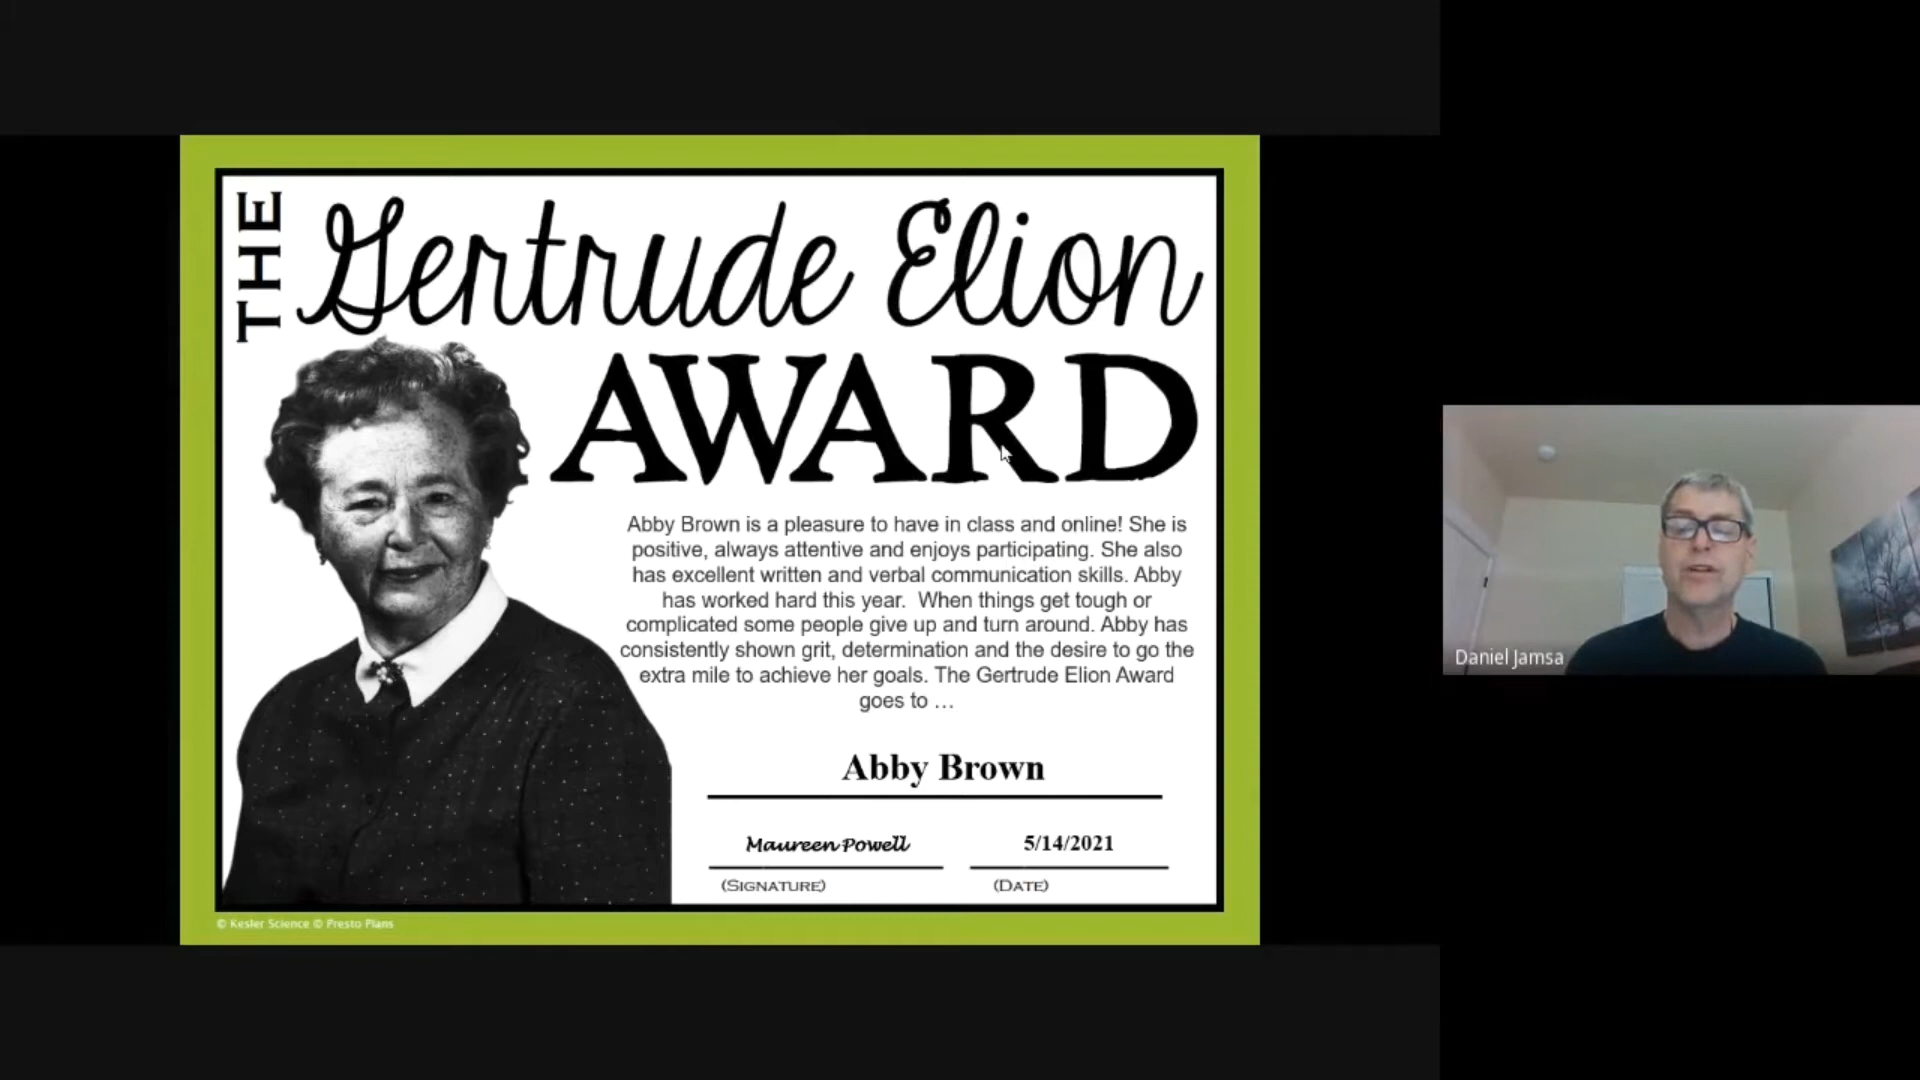 THE Gertrude Elion
AWARD
Abby Brown is a pleasure to have in class and online! She is
positive, always attentive and enjoys participating. She also
has excellent written and verbal communication skills. Abby
has worked hard this year.  When things get tough or
complicated some people give up and turn around. Abby has
consistently shown grit, determination and the desire to go the
extra mile to achieve her goals. The Gertrude Elion Award
goes to …
Abby Brown
Maureen Powell 5/14/2021
(SIGNATURE) (DATE)
© Kesler Science © Presto Plans
Daniel Jamsa